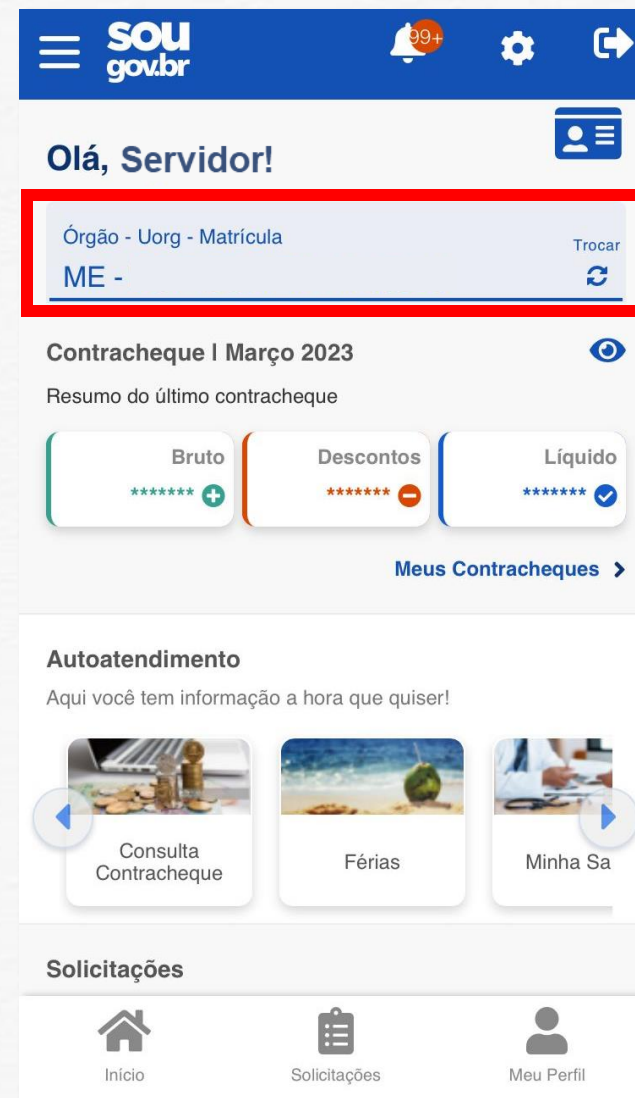 sou
gov.br
99+
Olá, Servidor!
Órgão - Uorg - Matrícula
Trocar
ME -
Contracheque | Março 2023
Resumo do último contracheque
Bruto
*******
Descontos
*******
Líquido
*******
Meus Contracheques
Autoatendimento
Aqui você tem informação a hora que quiser!
Consulta
Contracheque
Férias
Minha Sa
Solicitações
Início
Solicitações
Meu Perfil